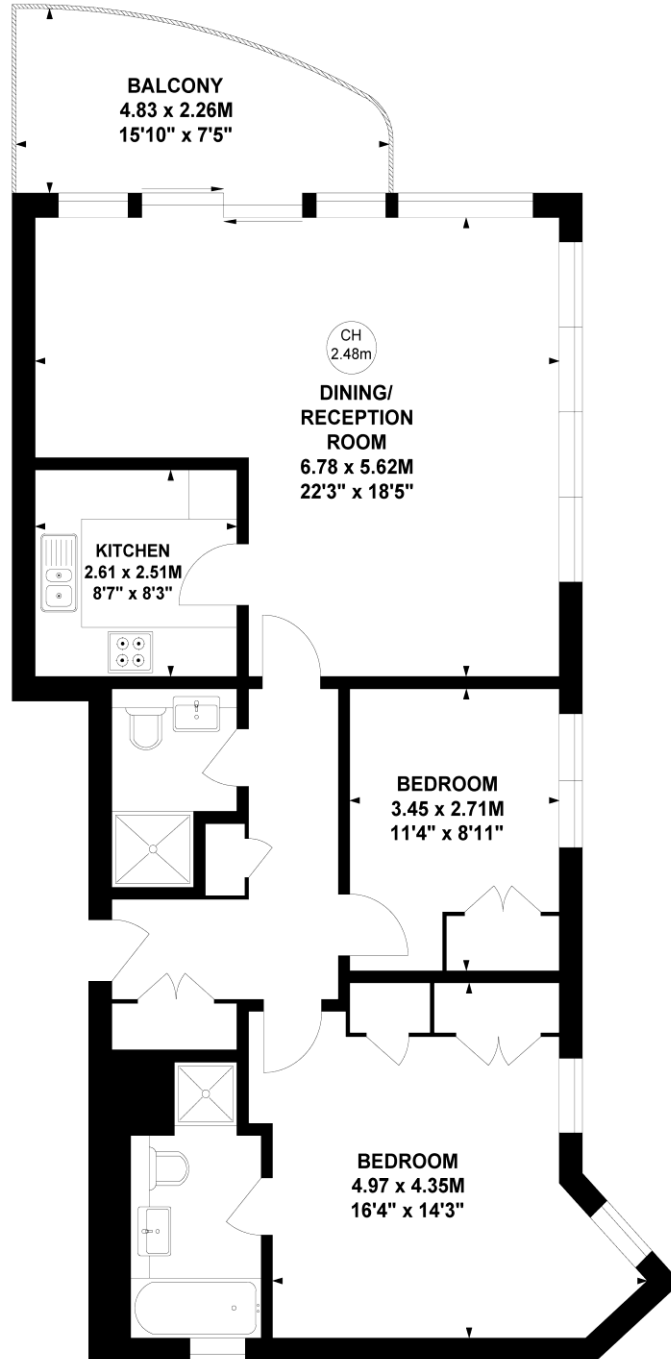 BALCONY
4.83 x 2.26M
15'10" x 7'5"
CH
2.48m
DINING/
RECEPTION
ROOM
6.78 x 5.62M
22'3" x 18'5"
KITCHEN
2.61 x 2.51M
8'7" x 8'3"
BEDROOM
3.45 x 2.71M
11'4" x 8'11"
BEDROOM
4.97 x 4.35M
16'4" x 14'3"